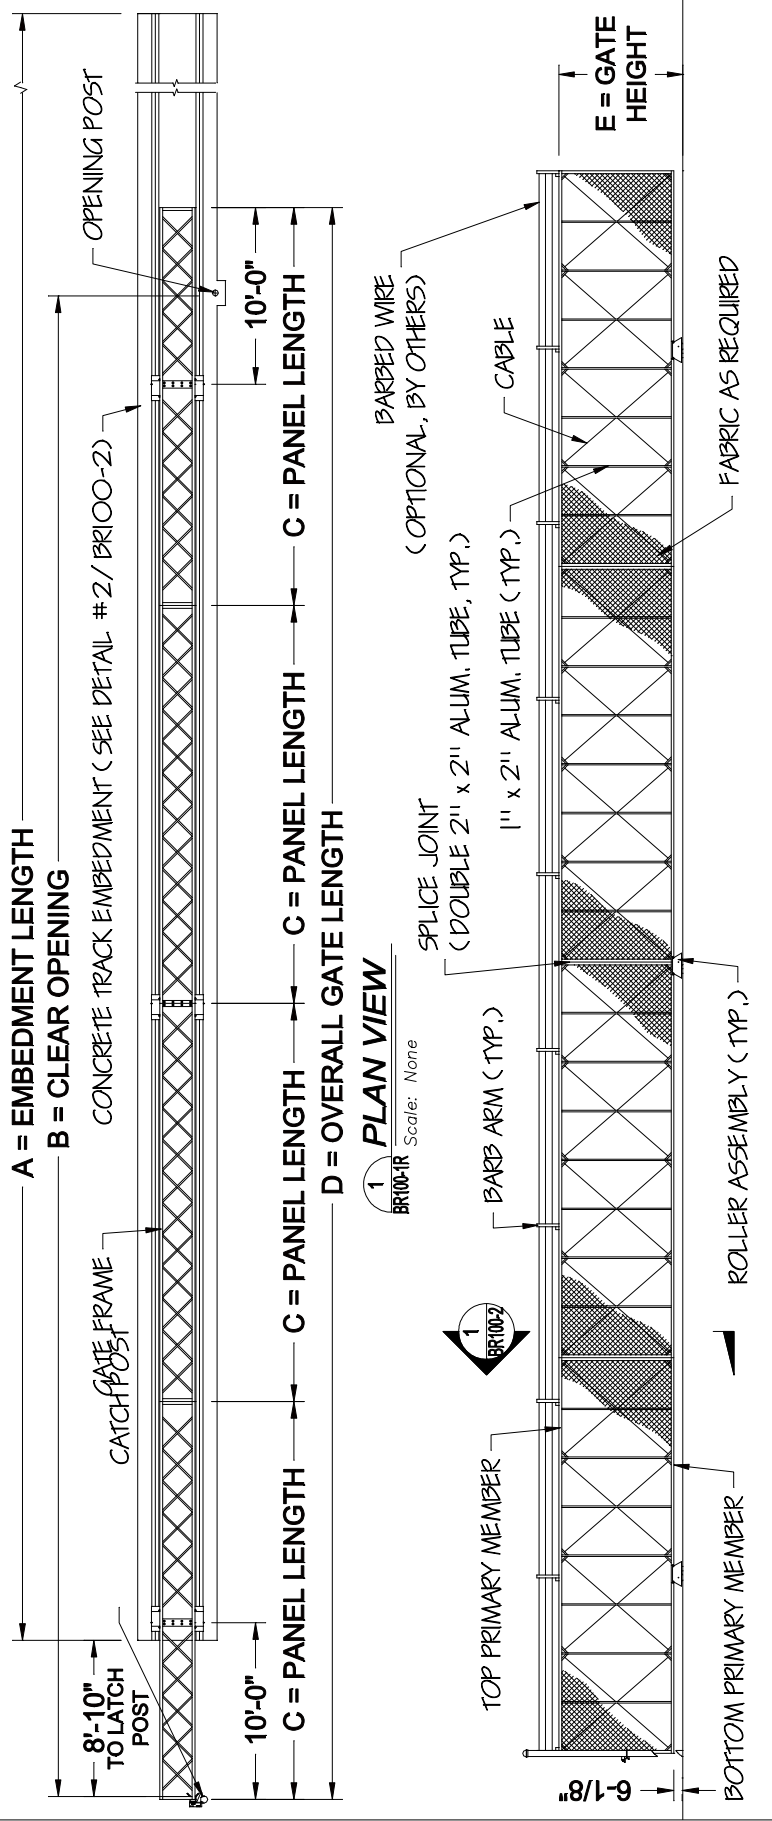 A = EMBEDMENT LENGTH
B = CLEAR OPENING
OPENING POST
CONCRETE TRACK EMBEDMENT ( SEE DETAIL #2/ BR100-2)
GATE FRAME
CATCH POST
8'-10"
TO LATCH
POST
10'-0"
10'-0"
C = PANEL LENGTH
C = PANEL LENGTH
C = PANEL LENGTH
C = PANEL LENGTH
D = OVERALL GATE LENGTH
1
BR100-1R
PLAN VIEW
Scale: None
BARBED WIRE
( OPTIONAL, BY OTHERS)
SPLICE JOINT
( DOUBLE 2" x 2" ALUM. TUBE, TYP.)
CABLE
1" x 2" ALUM. TUBE ( TYP.)
BARB ARM ( TYP.)
1
BR100-2
TOP PRIMARY MEMBER
E = GATE
HEIGHT
6-1/8"
BOTTOM PRIMARY MEMBER
ROLLER ASSEMBLY ( TYP.)
FABRIC AS REQUIRED